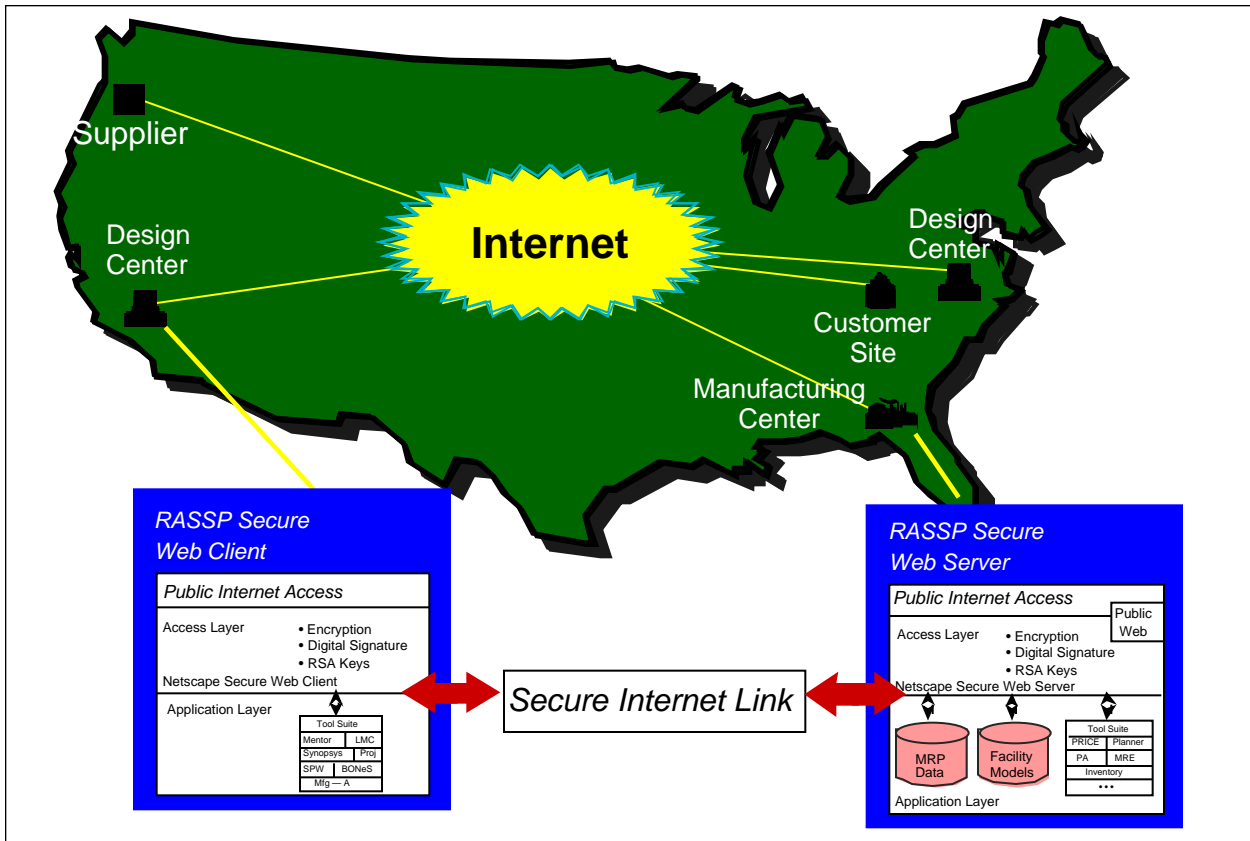 Supplier
Design
Center
Internet
Design
Center
Customer
Site
Manufacturing
Center
RASSP Secure
Web Client
Public Internet Access
Access Layer
• Encryption
• Digital Signature
• RSA Keys
Netscape Secure Web Client
Application Layer
Tool Suite
Mentor LMC
Synopsys Proj
SPW BONeS
Mfg — A
Secure Internet Link
RASSP Secure
Web Server
Public Internet Access
Public
Web
Access Layer
• Encryption
• Digital Signature
• RSA Keys
Netscape Secure Web Server
MRP
Data
Facility
Models
Tool Suite
PRICE Planner
PA MRE
Inventory
•••
Application Layer